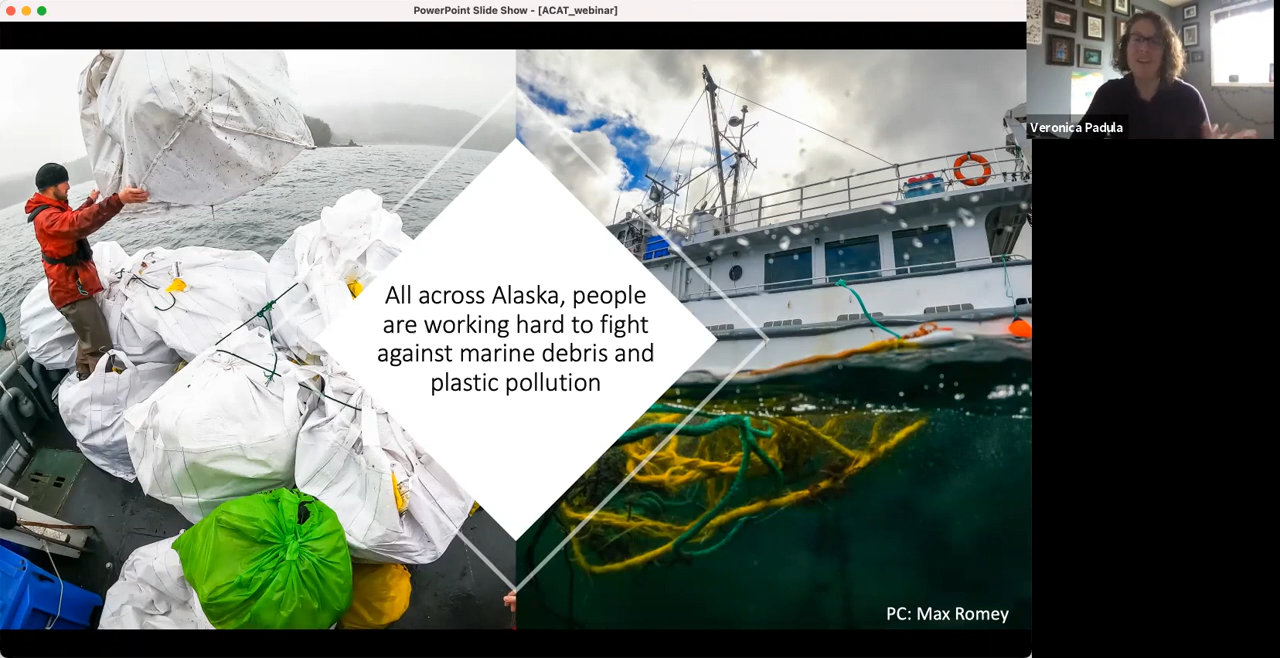 PowerPoint Slide Show - [ACAT_webinar]
Veronica Padula
All across Alaska, people
are working hard to fight
against marine debris and
plastic pollution
PC: Max Romey